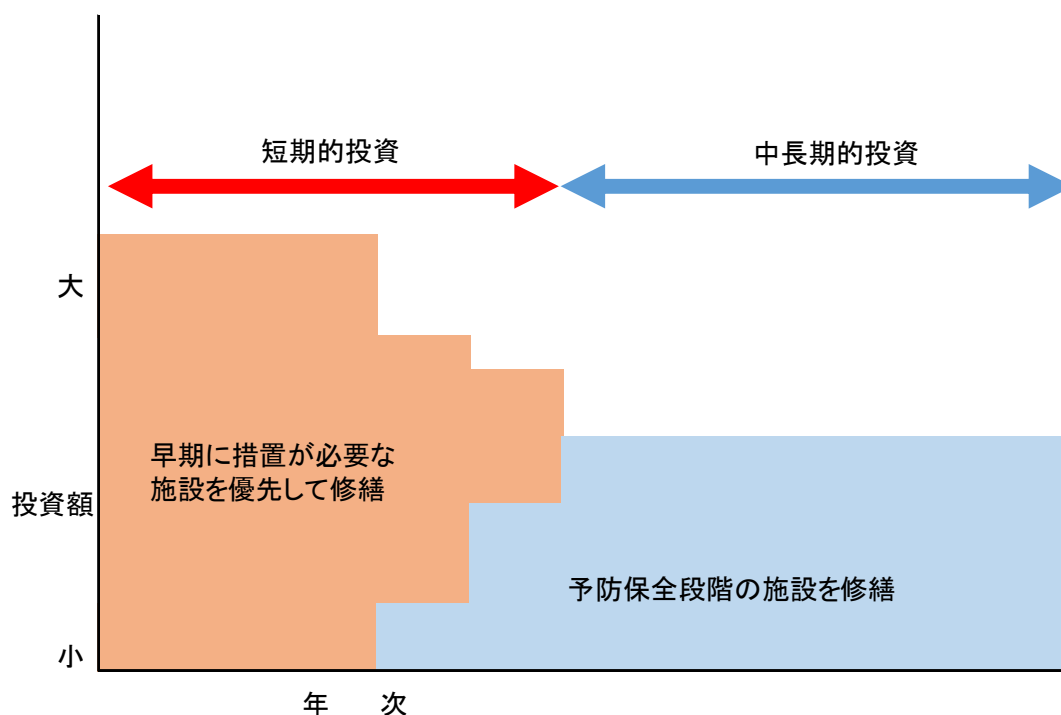 短期的投資
中長期的投資
大
早期に措置が必要な
施設を優先して修繕
投資額
予防保全段階の施設を修繕
小
年　　次